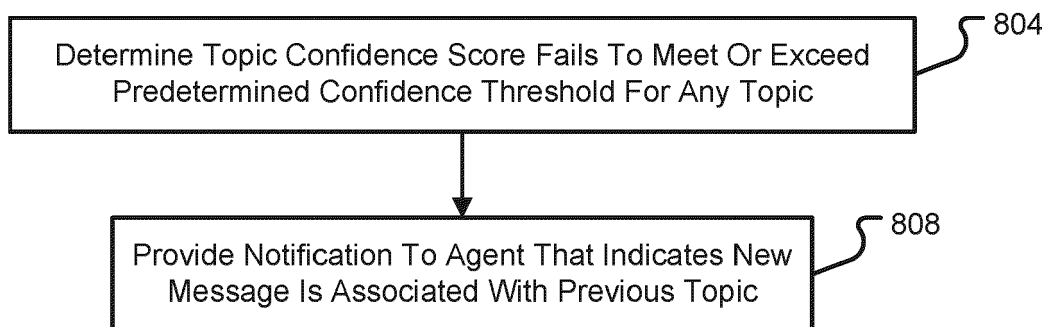 804
Determine Topic Confidence Score Fails To Meet Or Exceed
Predetermined Confidence Threshold For Any Topic
808
Provide Notification To Agent That Indicates New
Message Is Associated With Previous Topic